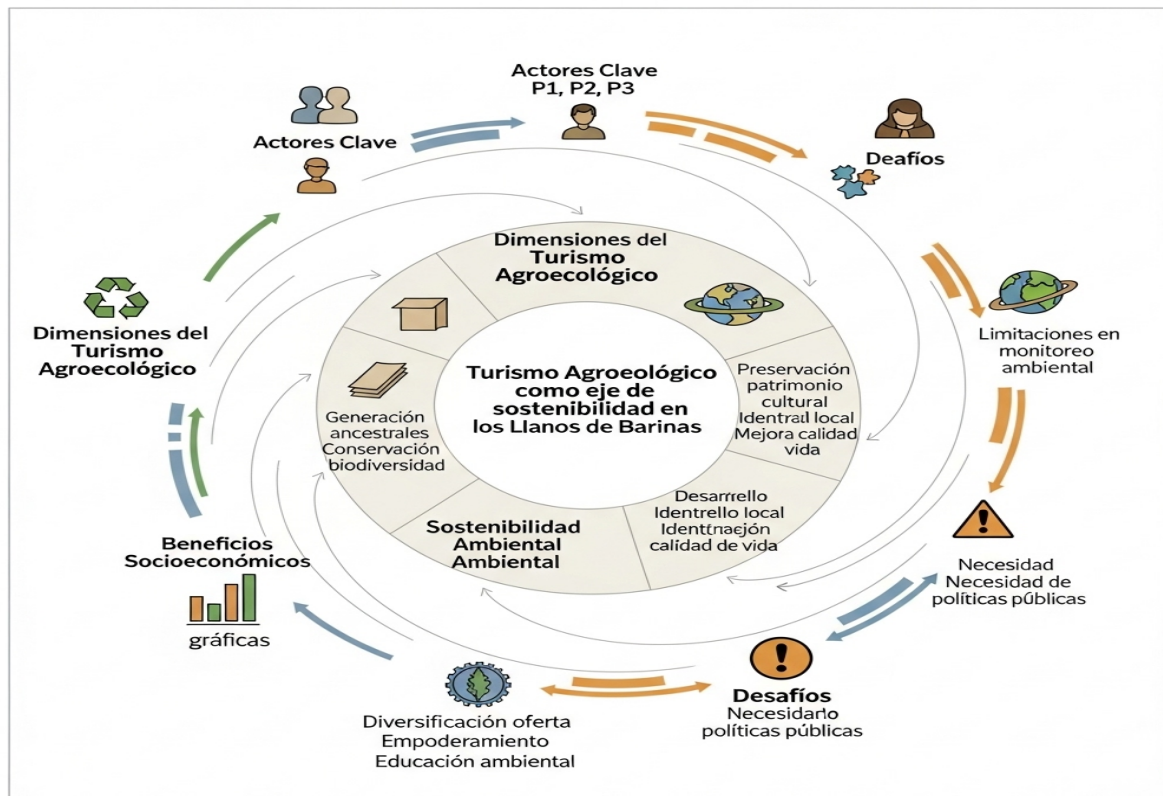 Actores Clave
P1, P2, P3
Actores Clave
Deafíos
Dimensiones del
Turismo
Agroecológico
Dimensiones del
Turismo
Agroecológico
Limitaciones en
monitoreo
ambiental
Turismo Agroeológico
como eje de
sostenibilidad en
los Llanos de Barinas
Preservación
patrimonio
cultural
local
Mejora calidad
vida
Generación
ancestrales
Conservación
biodiversidad
Desarrello
Identrello local
calidad de vida
Sostenibilidad
Ambiental
Ambiental
Beneficios
Socioeconómicos
gráficas
Necesidad
Necesidad de
políticas públicas
Desafíos
políticas públicas
Diversificación oferta
Empoderamiento
Educación ambiental